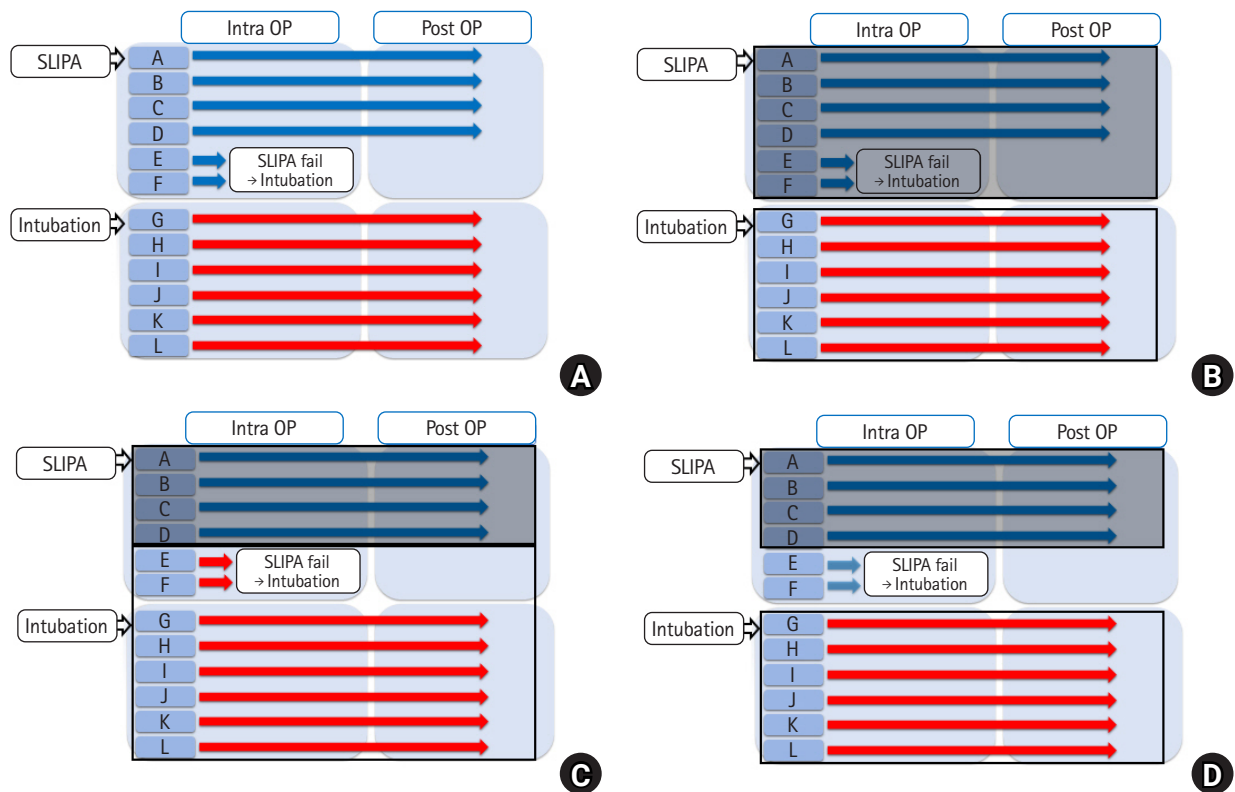 Intra OP Post OP
SLIPA
A
B
C
D
E
F
SLIPA fail
→ Intubation
Intubation
G
H
I
J
K
L
A
Intra OP Post OP
SLIPA
A
B
C
D
E
F
SLIPA fail
→ Intubation
Intubation
G
H
I
J
K
L
B
Intra OP Post OP
SLIPA
A
B
C
D
E
F
SLIPA fail
→ Intubation
Intubation
G
H
I
J
K
L
C
Intra OP Post OP
SLIPA
A
B
C
D
E
F
SLIPA fail
→ Intubation
Intubation
G
H
I
J
K
L
D